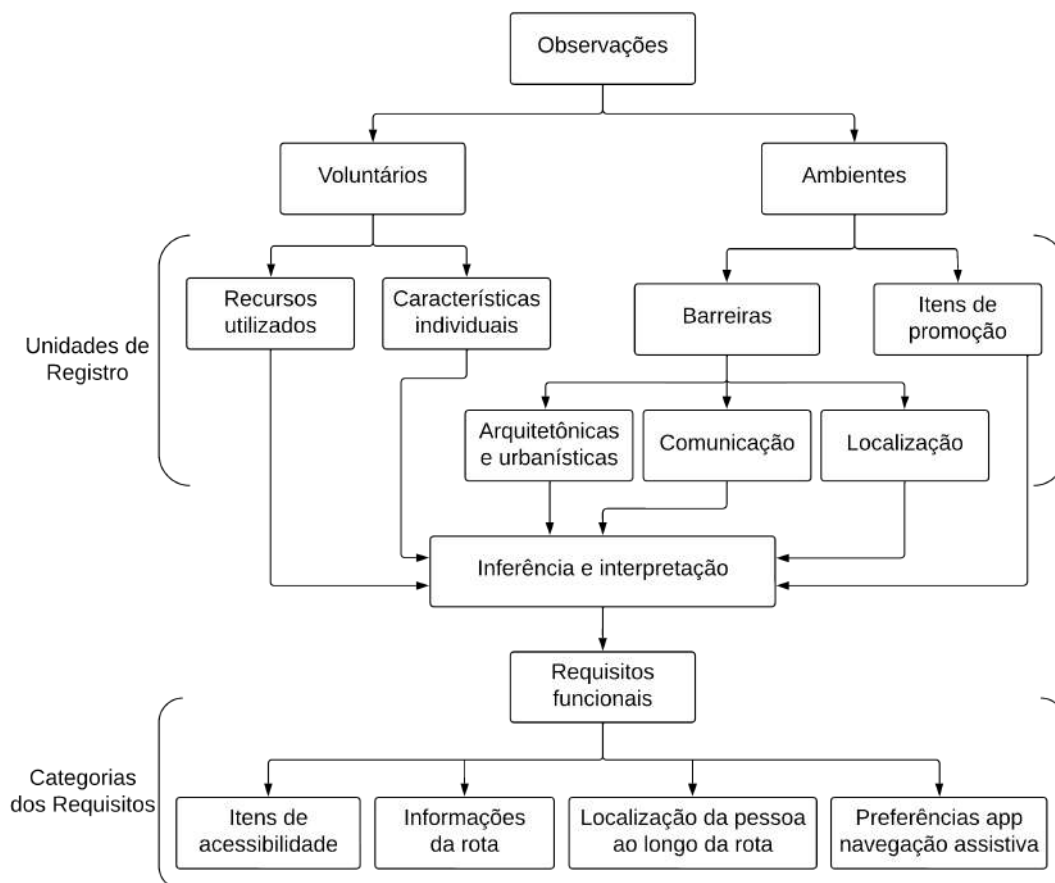 Observações
Voluntários
Ambientes
Recursos
utilizados
Características
individuais
Barreiras
Itens de
promoção
Unidades de
Registro
Arquitetônicas
e urbanísticas
Comunicação
Localização
Inferência e interpretação
Requisitos
funcionais
Categorias
dos Requisitos
Itens de
acessibilidade
Informações
da rota
Localização da pessoa
ao longo da rota
Preferências app
navegação assistiva